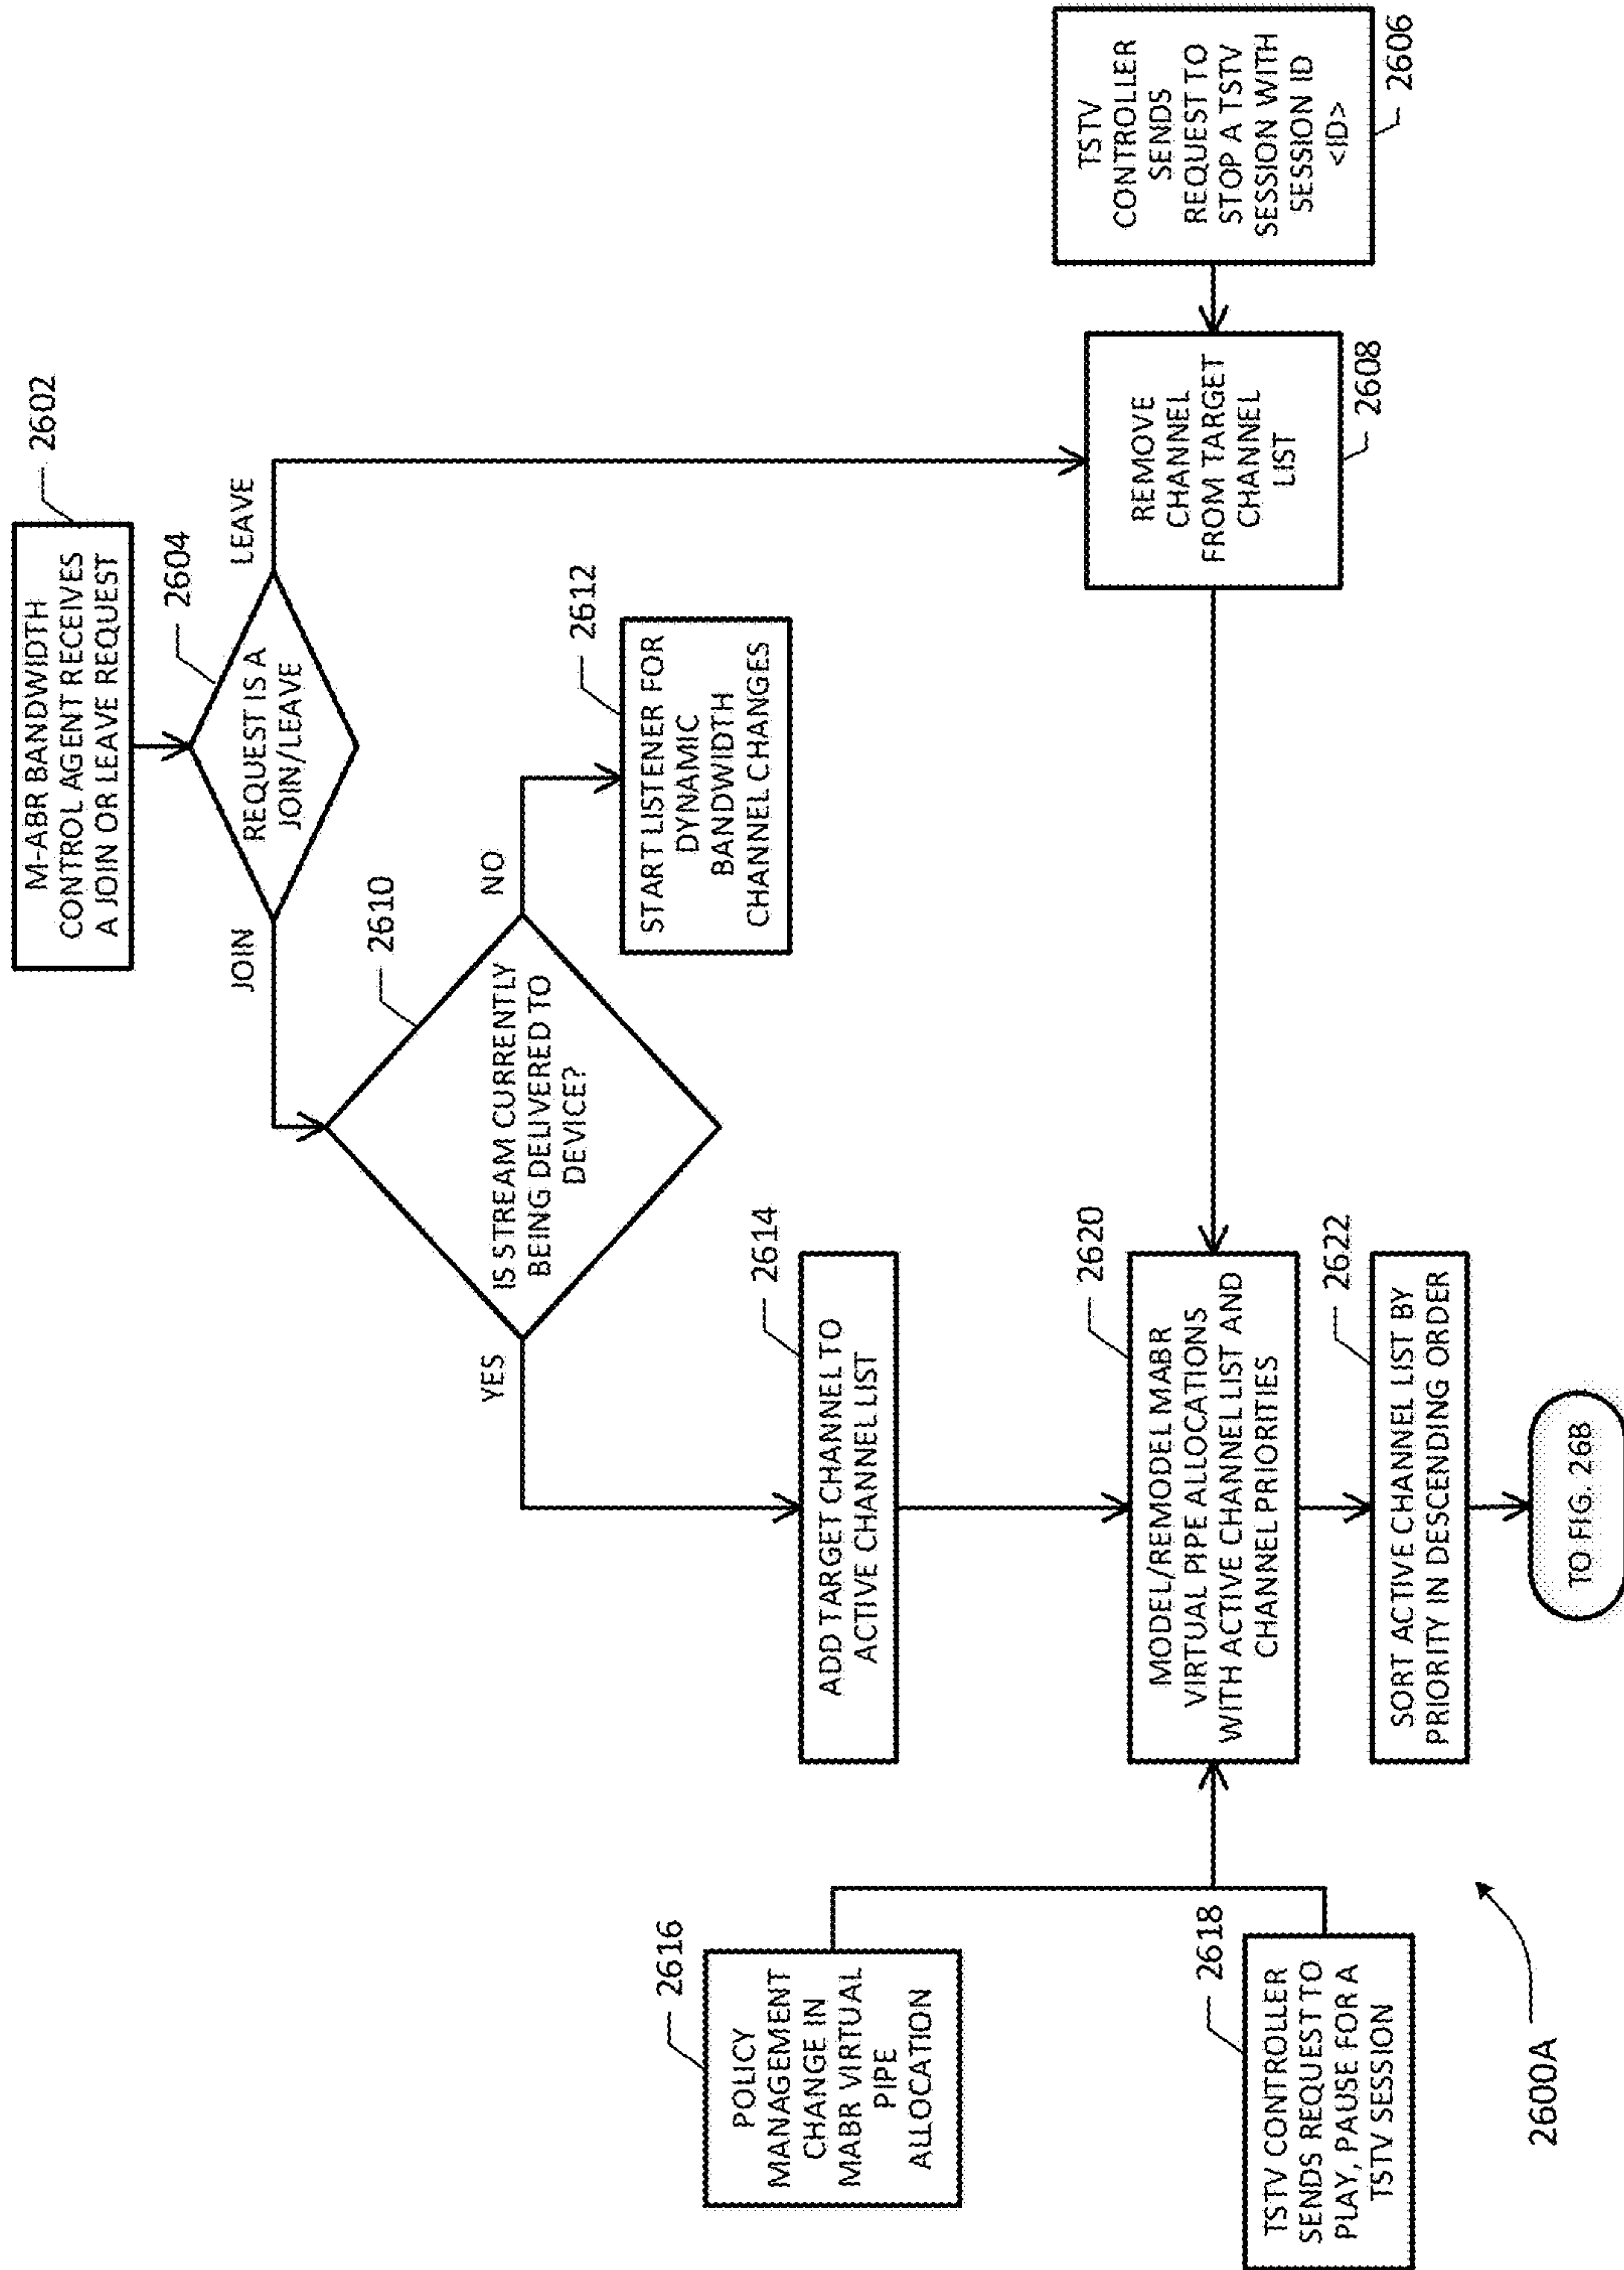 2602
M-ABR BANDWIDTH
CONTROL AGENT RECEIVES
A JOIN OR LEAVE REQUEST
2604
REQUEST IS A
JOIN/LEAVE
JOIN
LEAVE
2610
IS STREAM CURRENTLY
BEING DELIVERED TO
DEVICE?
YES
NO
2612
START LISTENER FOR
DYNAMIC
BANDWIDTH
CHANNEL CHANGES
2614
ADD TARGET CHANNEL TO
ACTIVE CHANNEL LIST
2616
POLICY
MANAGEMENT
CHANGE IN
MABR VIRTUAL
PIPE
ALLOCATION
2618
TSTV CONTROLLER
SENDS REQUEST TO
PLAY, PAUSE FOR A
TSTV SESSION
2620
MODEL/REMODEL MABR
VIRTUAL PIPE ALLOCATIONS
WITH ACTIVE CHANNEL LIST AND
CHANNEL PRIORITIES
REMOVE
CHANNEL
FROM TARGET
CHANNEL
LIST
2608
TSTV
CONTROLLER
SENDS
REQUEST TO
STOP A TSTV
SESSION WITH
SESSION ID
<ID>
2606
2622
SORT ACTIVE CHANNEL LIST BY
PRIORITY IN DESCENDING ORDER
TO FIG. 26B
2600A